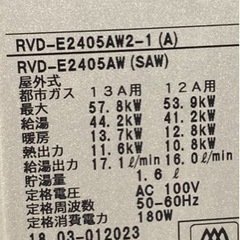 RVD-E2405AW2-1 (A)
RVD-E2405AW (SAW)
屋外式
都市ガス 13A用 12A用
最大 57.8kW 53.9kW
給湯 44.2kW 41.2kW
暖房 13.7kW 12.8kW
熱出力 11.6kW 10.8kW
給湯出力 17.1ℓ/min 16.0ℓ/min
貯湯量 1.6ℓ
定格電圧 AC 100V
定格周波数 50-60Hz
定格消費電力 180W
18.03-012023